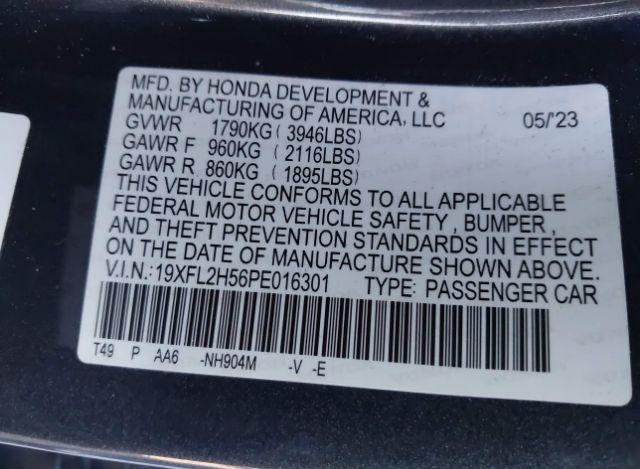 MFD. BY HONDA DEVELOPMENT &
MANUFACTURING OF AMERICA, LLC 05/'23
GVWR 1790KG ( 3946LBS)
GAWR F 960KG ( 2116LBS)
GAWR R 860KG ( 1895LBS)
THIS VEHICLE CONFORMS TO ALL APPLICABLE
FEDERAL MOTOR VEHICLE SAFETY , BUMPER ,
AND THEFT PREVENTION STANDARDS IN EFFECT
ON THE DATE OF MANUFACTURE SHOWN ABOVE.
V.I.N.:19XFL2H56PE016301 TYPE: PASSENGER CAR
T49 P AA6 -NH904M -V -E